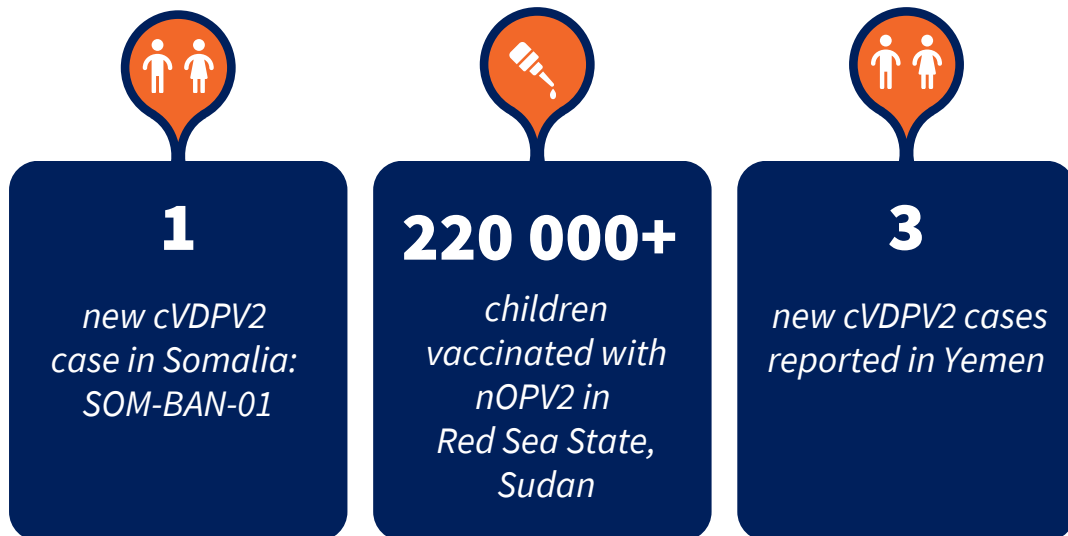 1
new cVDPV2
case in Somalia:
SOM-BAN-01
220 000+
children
vaccinated with
nOPV2 in
Red Sea State,
Sudan
3
new cVDPV2 cases
reported in Yemen